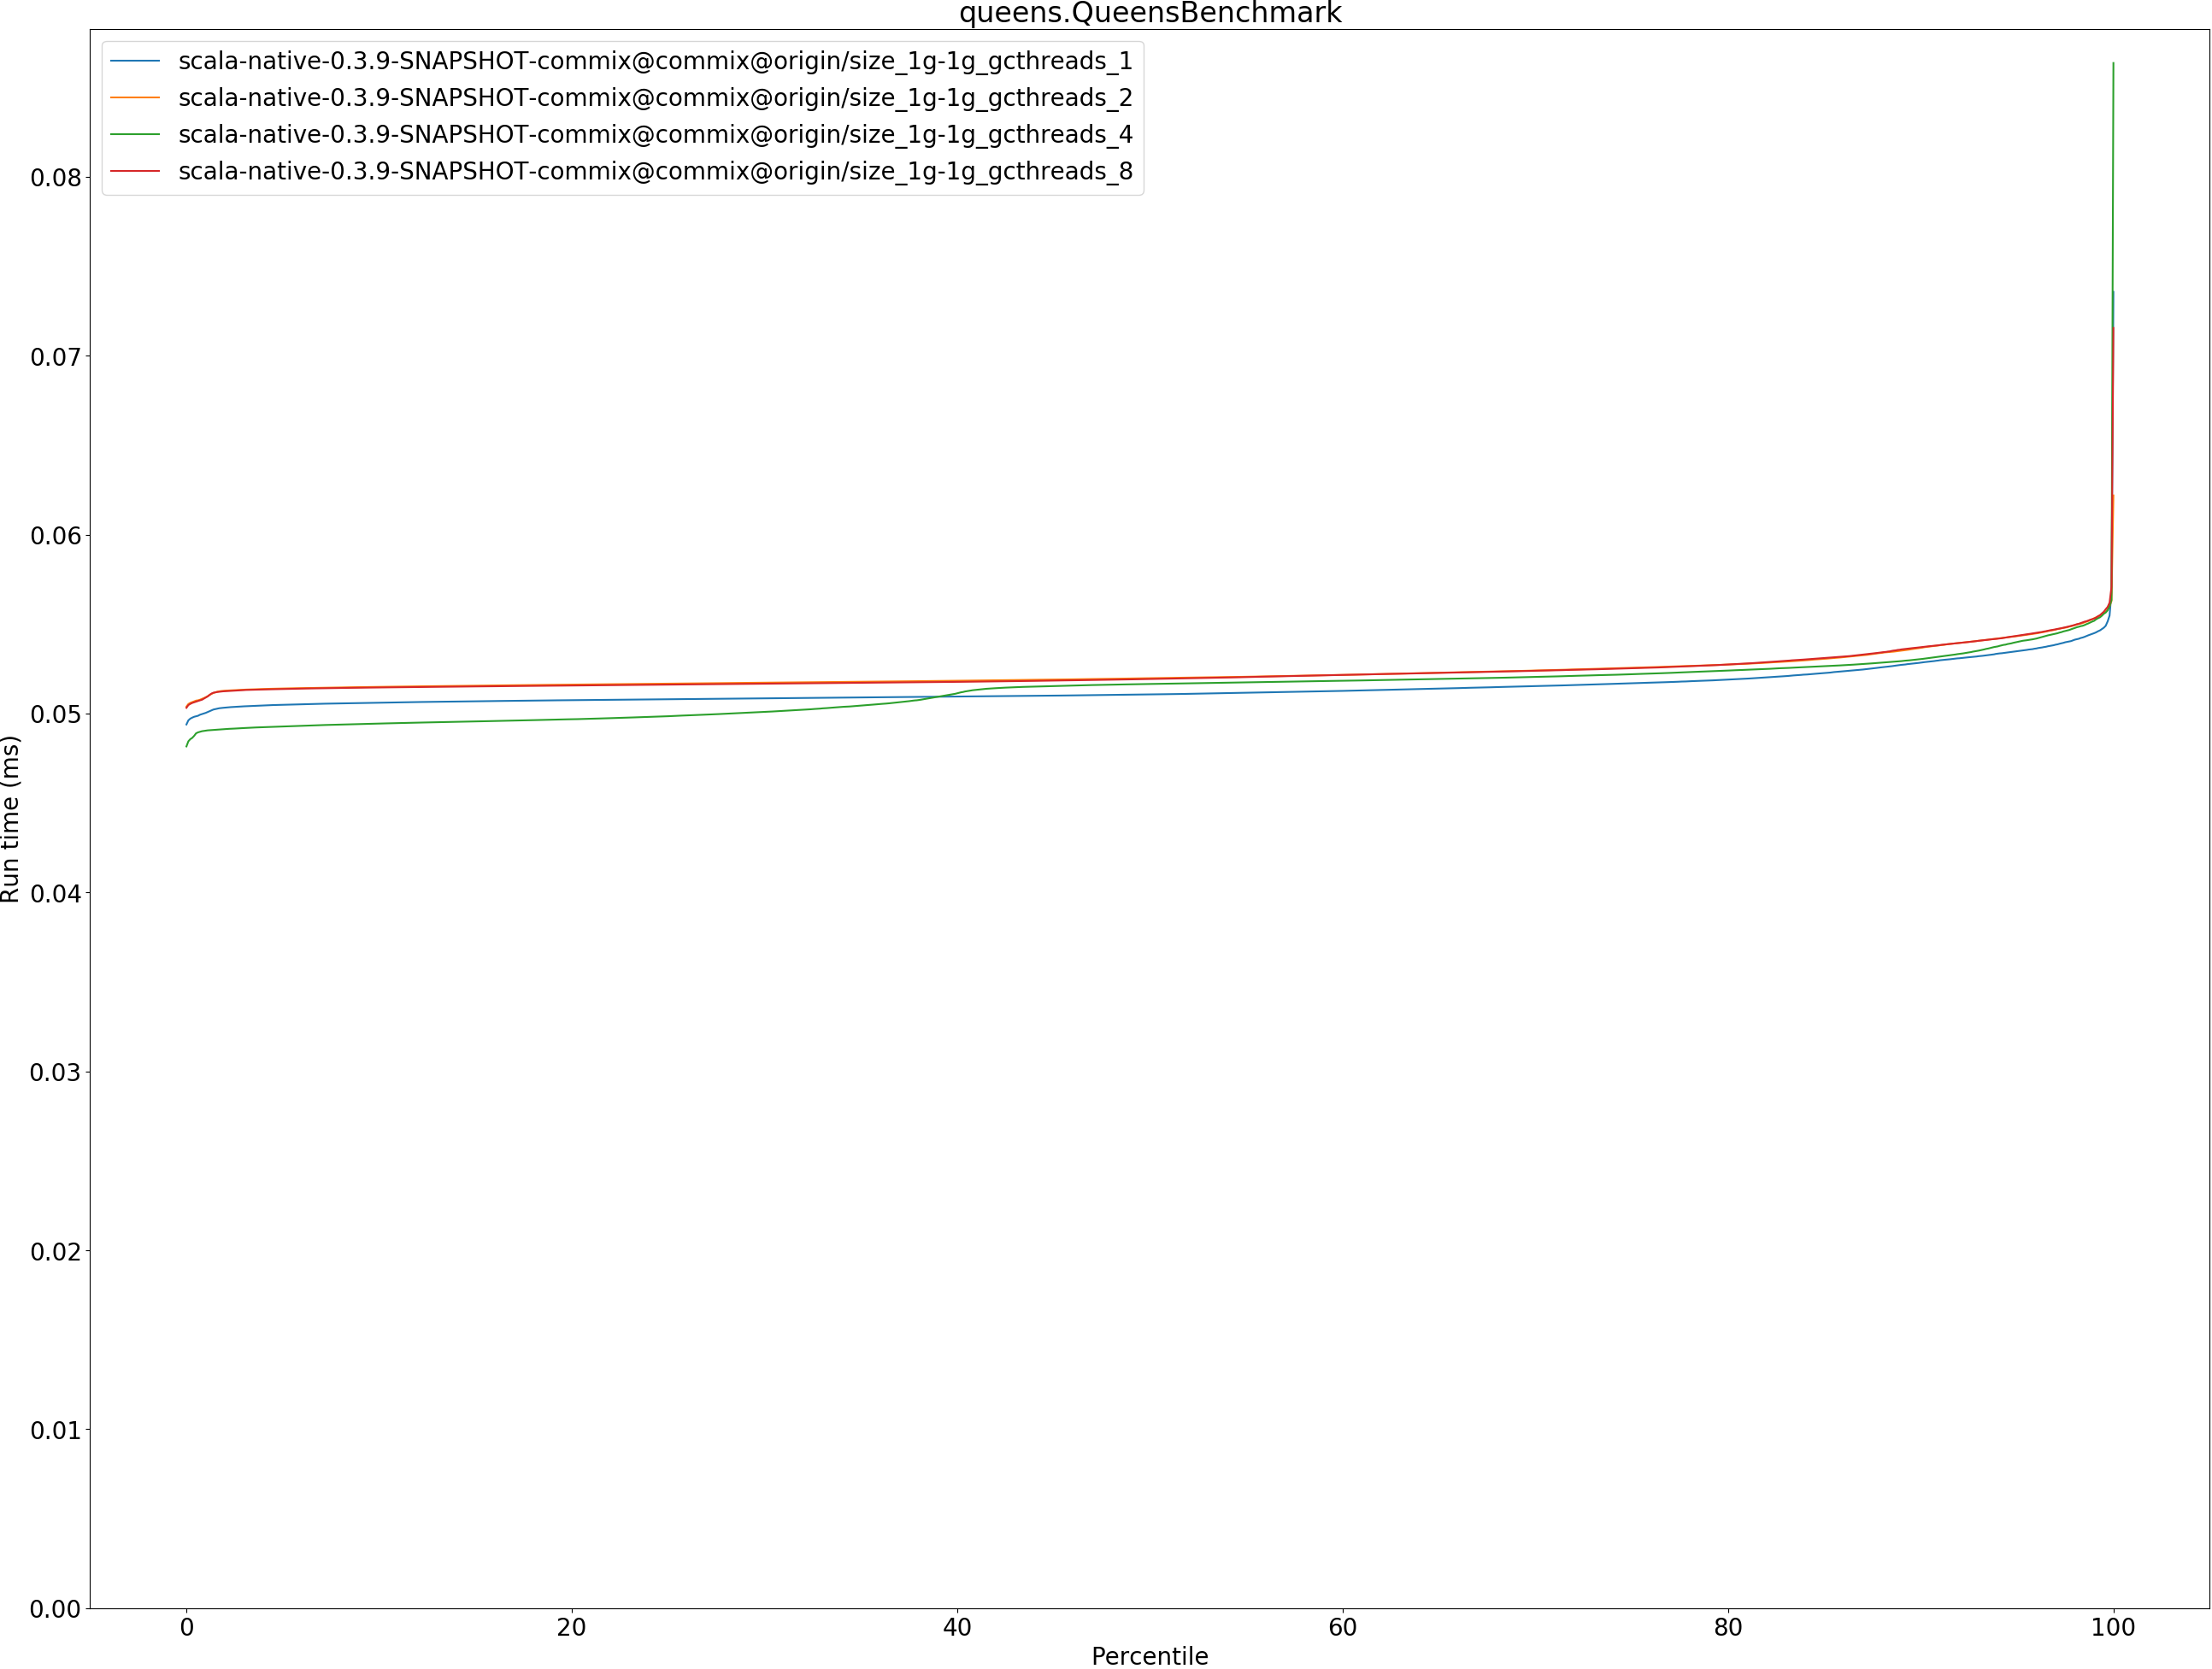 queens.QueensBenchmark
scala-native-0.3.9-SNAPSHOT-commix@commix@origin/size_1g-1g_gcthreads_1
scala-native-0.3.9-SNAPSHOT-commix@commix@origin/size_1g-1g_gcthreads_2
scala-native-0.3.9-SNAPSHOT-commix@commix@origin/size_1g-1g_gcthreads_4
scala-native-0.3.9-SNAPSHOT-commix@commix@origin/size_1g-1g_gcthreads_8
0.08
0.07
0.06
0.05
0.04
0.03
0.02
0.01
0.00
Run time (ms)
0 20 40 60 80 100
Percentile